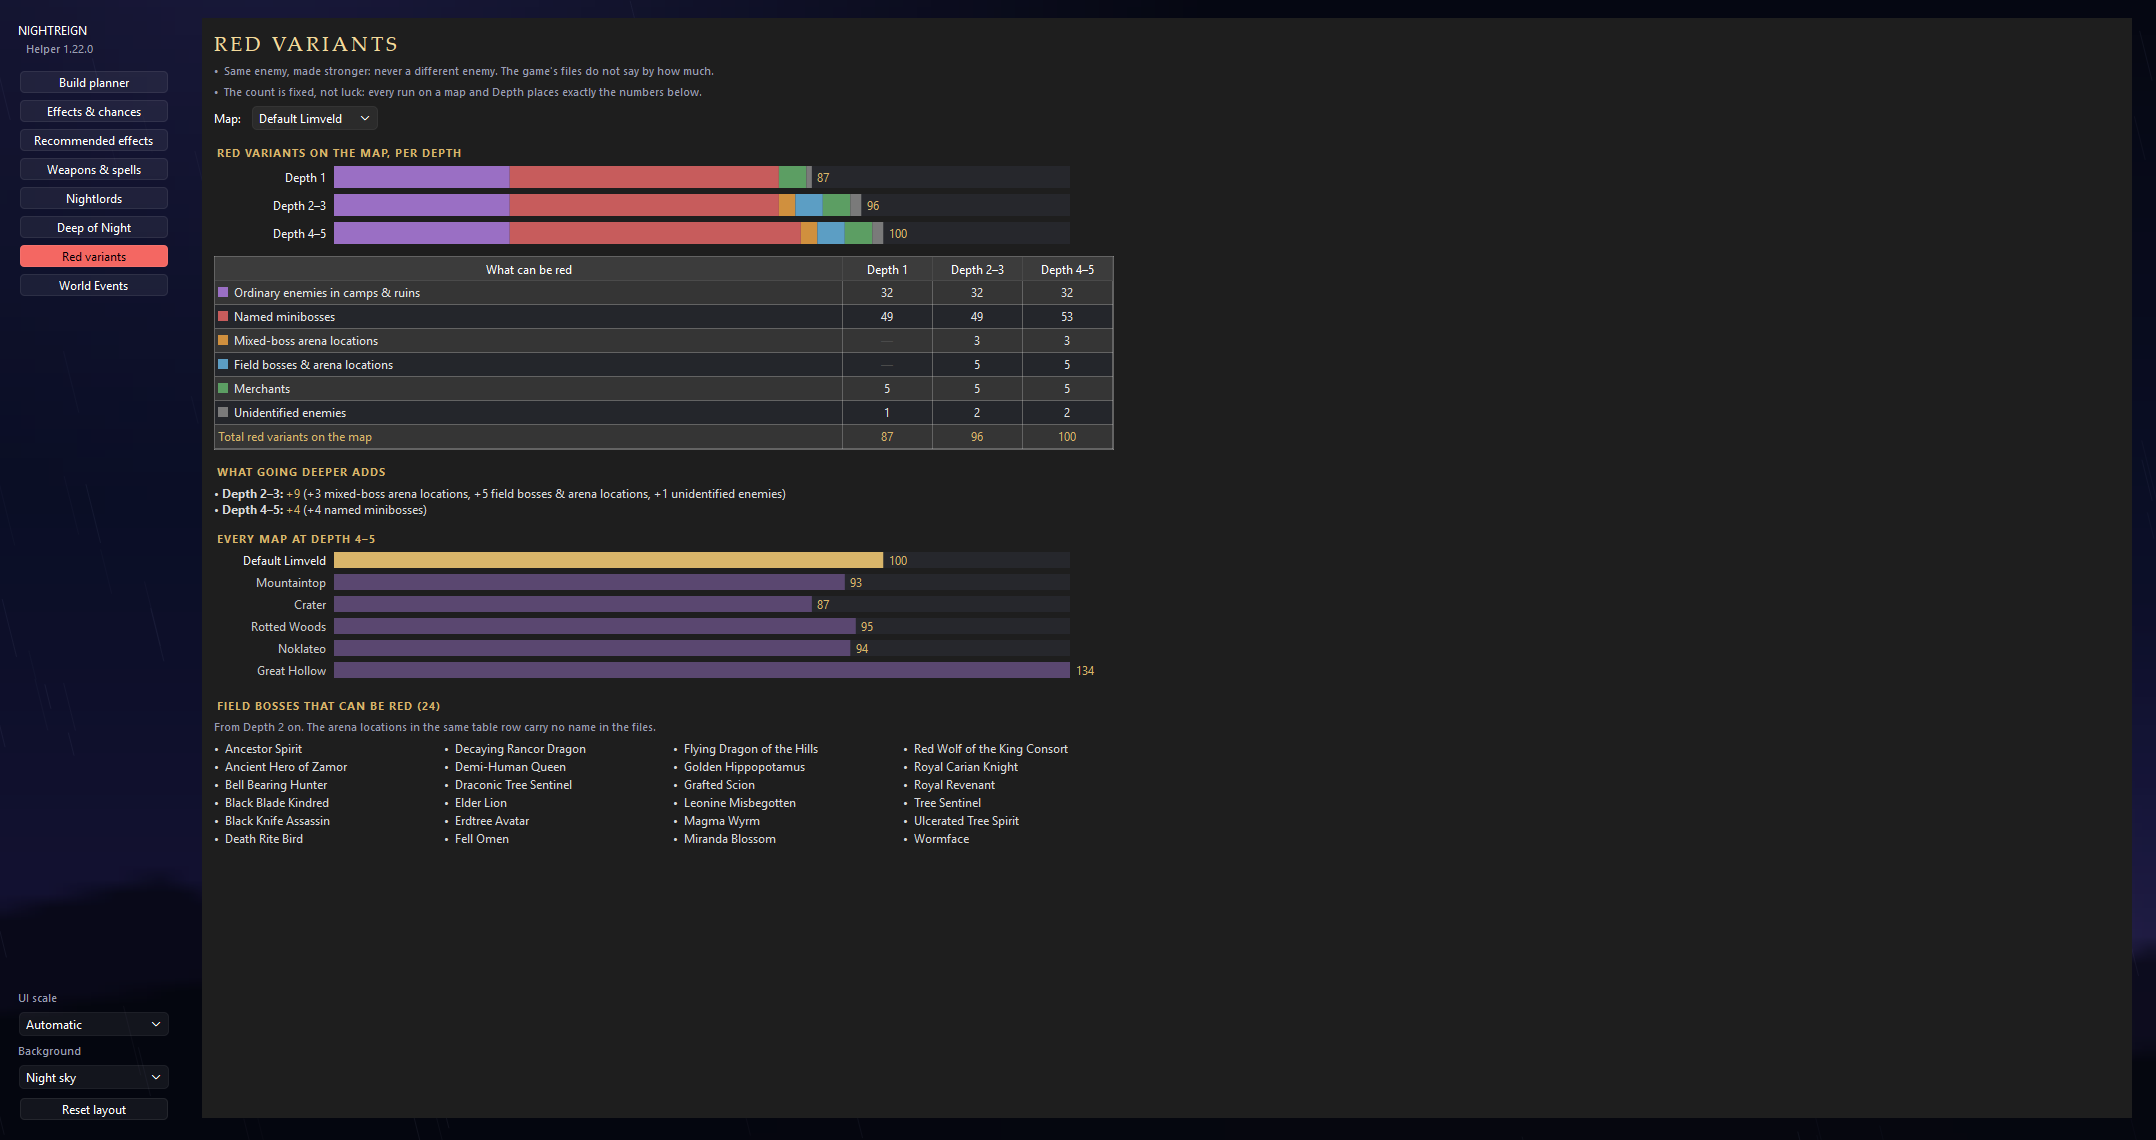 NIGHTREIGN
Helper 1.22.0
Build planner
Effects & chances
Recommended effects
Weapons & spells
Nightlords
Deep of Night
Red variants
World Events
UI scale
Automatic
Background
Night sky
Reset layout
RED VARIANTS
• Same enemy, made stronger: never a different enemy. The game's files do not say by how much.
• The count is fixed, not luck: every run on a map and Depth places exactly the numbers below.
Map: Default Limveld
RED VARIANTS ON THE MAP, PER DEPTH
Depth 1 87
Depth 2–3 96
Depth 4–5 100
What can be red Depth 1 Depth 2–3 Depth 4–5
Ordinary enemies in camps & ruins 32 32 32
Named minibosses 49 49 53
Mixed-boss arena locations — 3 3
Field bosses & arena locations — 5 5
Merchants 5 5 5
Unidentified enemies 1 2 2
Total red variants on the map 87 96 100
WHAT GOING DEEPER ADDS
• Depth 2–3: +9 (+3 mixed-boss arena locations, +5 field bosses & arena locations, +1 unidentified enemies)
• Depth 4–5: +4 (+4 named minibosses)
EVERY MAP AT DEPTH 4–5
Default Limveld 100
Mountaintop 93
Crater 87
Rotted Woods 95
Noklateo 94
Great Hollow 134
FIELD BOSSES THAT CAN BE RED (24)
From Depth 2 on. The arena locations in the same table row carry no name in the files.
• Ancestor Spirit • Decaying Rancor Dragon • Flying Dragon of the Hills • Red Wolf of the King Consort
• Ancient Hero of Zamor • Demi-Human Queen • Golden Hippopotamus • Royal Carian Knight
• Bell Bearing Hunter • Draconic Tree Sentinel • Grafted Scion • Royal Revenant
• Black Blade Kindred • Elder Lion • Leonine Misbegotten • Tree Sentinel
• Black Knife Assassin • Erdtree Avatar • Magma Wyrm • Ulcerated Tree Spirit
• Death Rite Bird • Fell Omen • Miranda Blossom • Wormface